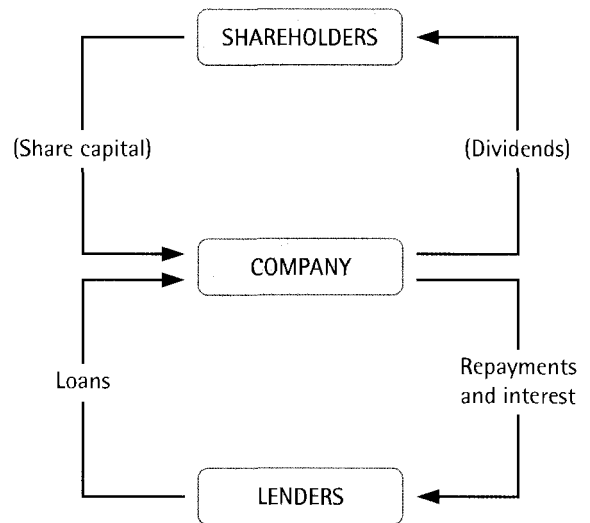 SHAREHOLDERS
(Share capital)
(Dividends)
COMPANY
Loans
Repayments
and interest
LENDERS